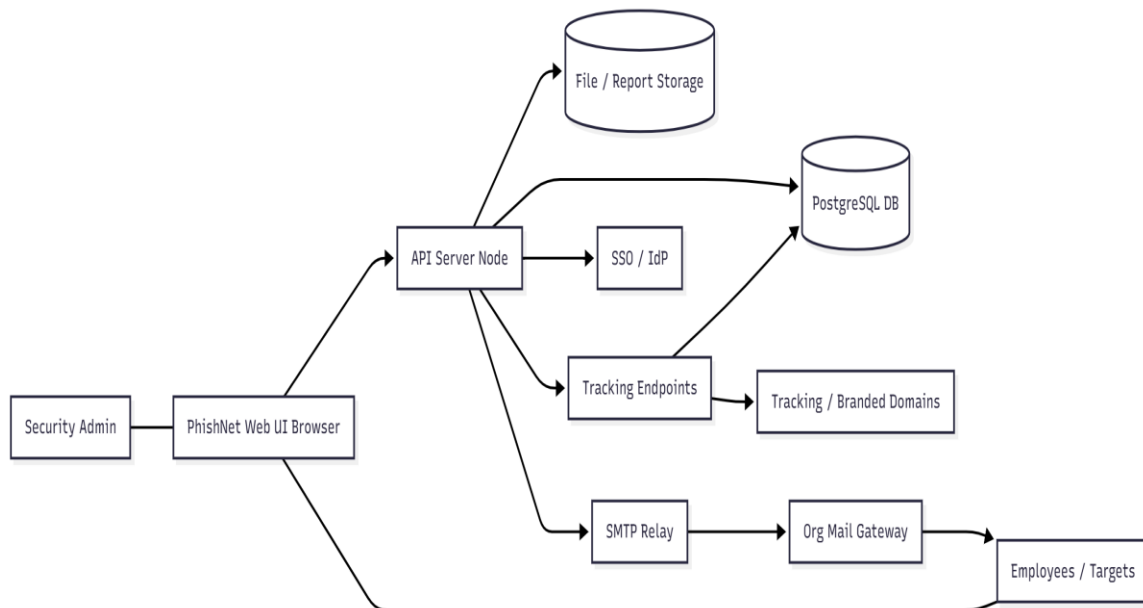 File / Report Storage
PostgreSQL DB
API Server Node
SSO / IdP
Tracking Endpoints
Tracking / Branded Domains
Security Admin
PhishNet Web UI Browser
SMTP Relay
Org Mail Gateway
Employees / Targets